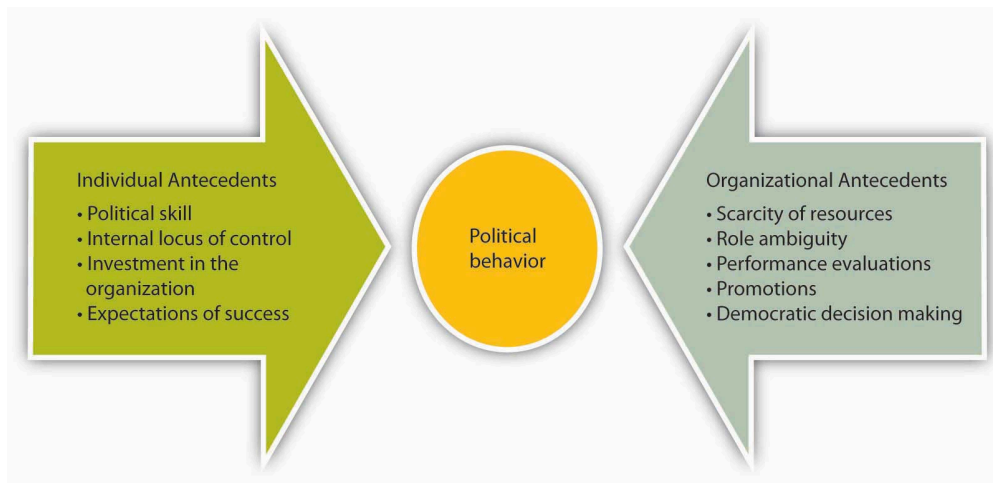 Individual Antecedents
• Political skill
• Internal locus of control
• Investment in the
organization
• Expectations of success
Political
behavior
Organizational Antecedents
• Scarcity of resources
• Role ambiguity
• Performance evaluations
• Promotions
• Democratic decision making